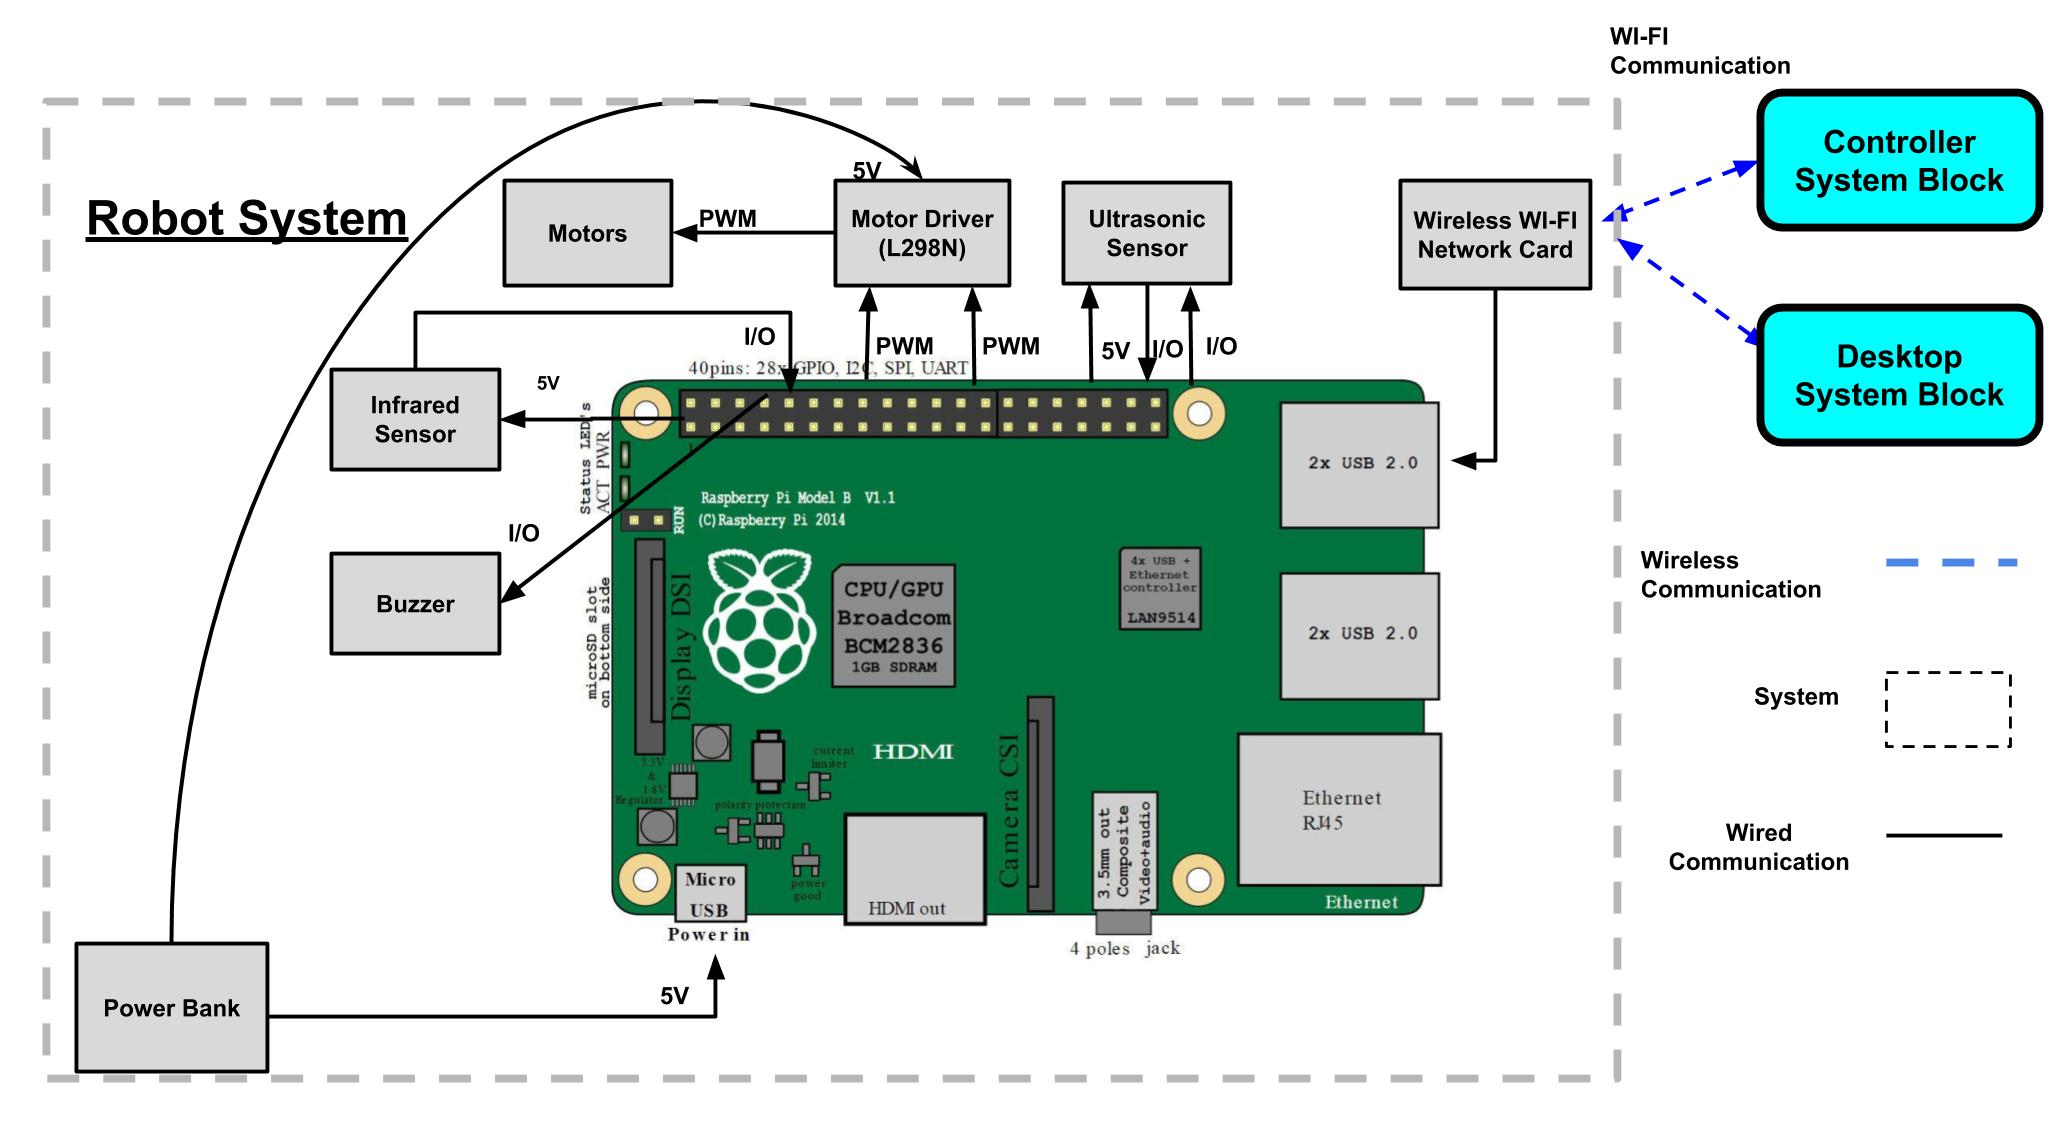 WI-FI
Communication
Controller
System Block
Desktop
System Block
Robot System
5V
Motors
PWM
Motor Driver
(L298N)
Ultrasonic
Sensor
Wireless WI-FI
Network Card
I/O
PWM
PWM
5V
I/O
I/O
40pins: 28x GPIO, I2C, SPI, UART
5V
Infrared
Sensor
Status LED's
ACT PWR
1
2x USB 2.0
Raspberry Pi Model B V1.1
(C)Raspberry Pi 2014
RUN
I/O
Buzzer
microSD slot
on bottom side
Display DSI
CPU/GPU
Broadcom
BCM2836
1GB SDRAM
4x USB +
Ethernet
controller
LAN9514
2x USB 2.0
Wireless
Communication
System
Wired
Communication
3.3V
&
1.8V
Regulator
current
limiter
polarity protection
HDMI
Camera CSI
3.5mm out
Composite
Video+audio
Ethernet
RJ45
power
good
Micro
USB
Power in
HDMI out
Ethernet
4 poles jack
5V
Power Bank